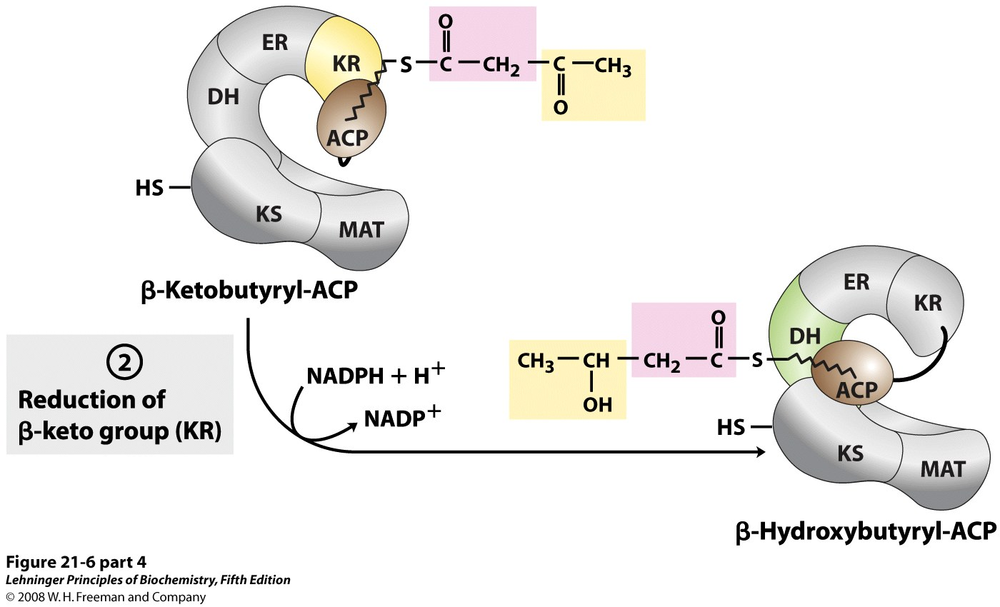 ER
KR
DH
ACP
S
O
C
CH₂
C
CH₃
O
HS
KS
MAT
β-Ketobutyryl-ACP
2
Reduction of
β-keto group (KR)
NADPH + H⁺
NADP⁺
CH₃
CH
OH
CH₂
O
C
S
ER
KR
DH
ACP
HS
KS
MAT
β-Hydroxybutyryl-ACP
Figure 21-6 part 4
Lehninger Principles of Biochemistry, Fifth Edition
© 2008 W. H. Freeman and Company